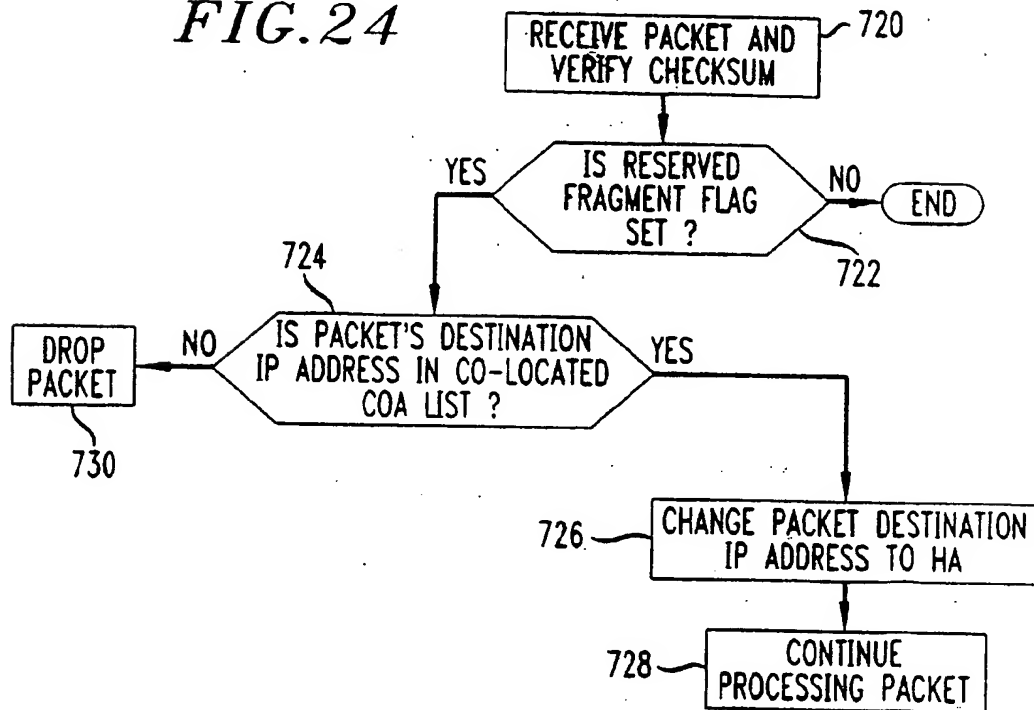 FIG.24
RECEIVE PACKET AND
VERIFY CHECKSUM
720
IS RESERVED
FRAGMENT FLAG
SET ?
YES
NO
END
722
724
IS PACKET'S DESTINATION
IP ADDRESS IN CO-LOCATED
COA LIST ?
NO
YES
DROP
PACKET
730
726
CHANGE PACKET DESTINATION
IP ADDRESS TO HA
728
CONTINUE
PROCESSING PACKET